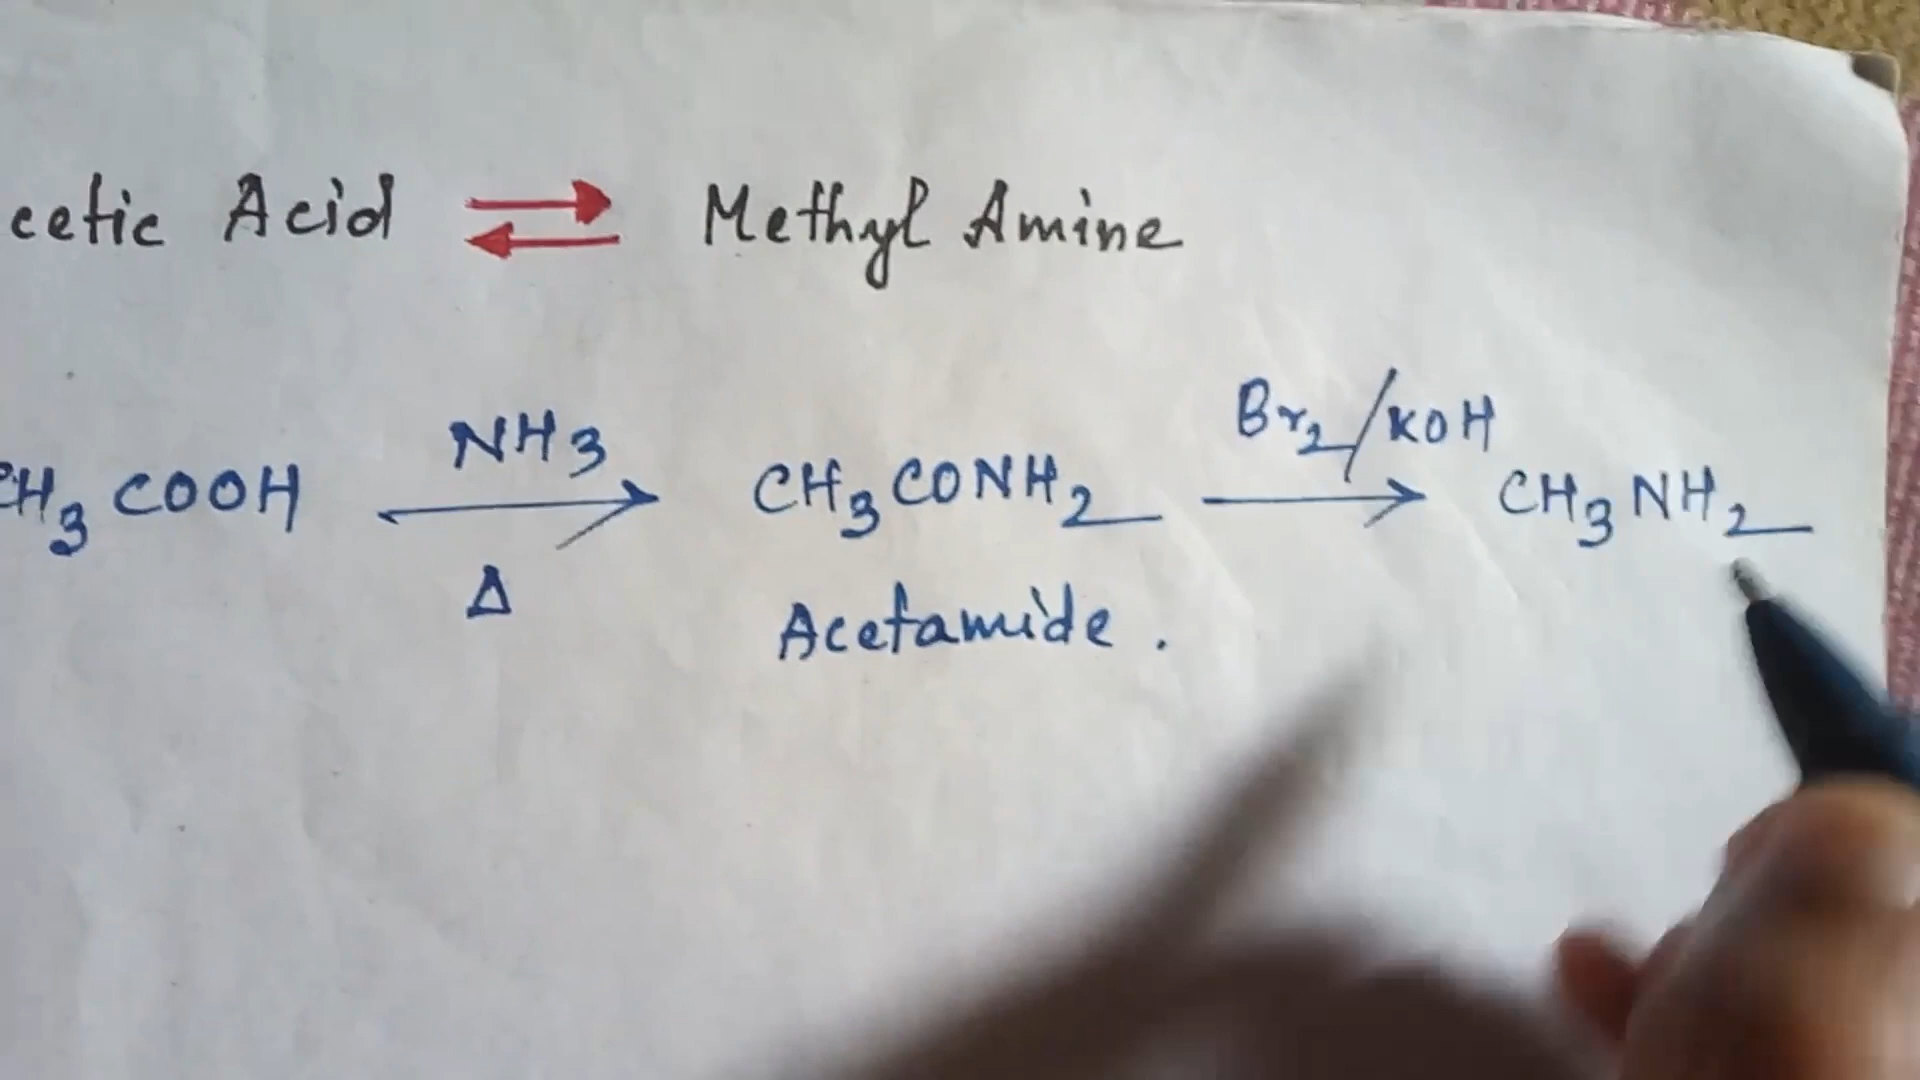 cetic Acid ⇌ Methyl Amine
NH3 Br2/KOH
CH3COOH → CH3CONH2 → CH3NH2
Δ
Acetamide.